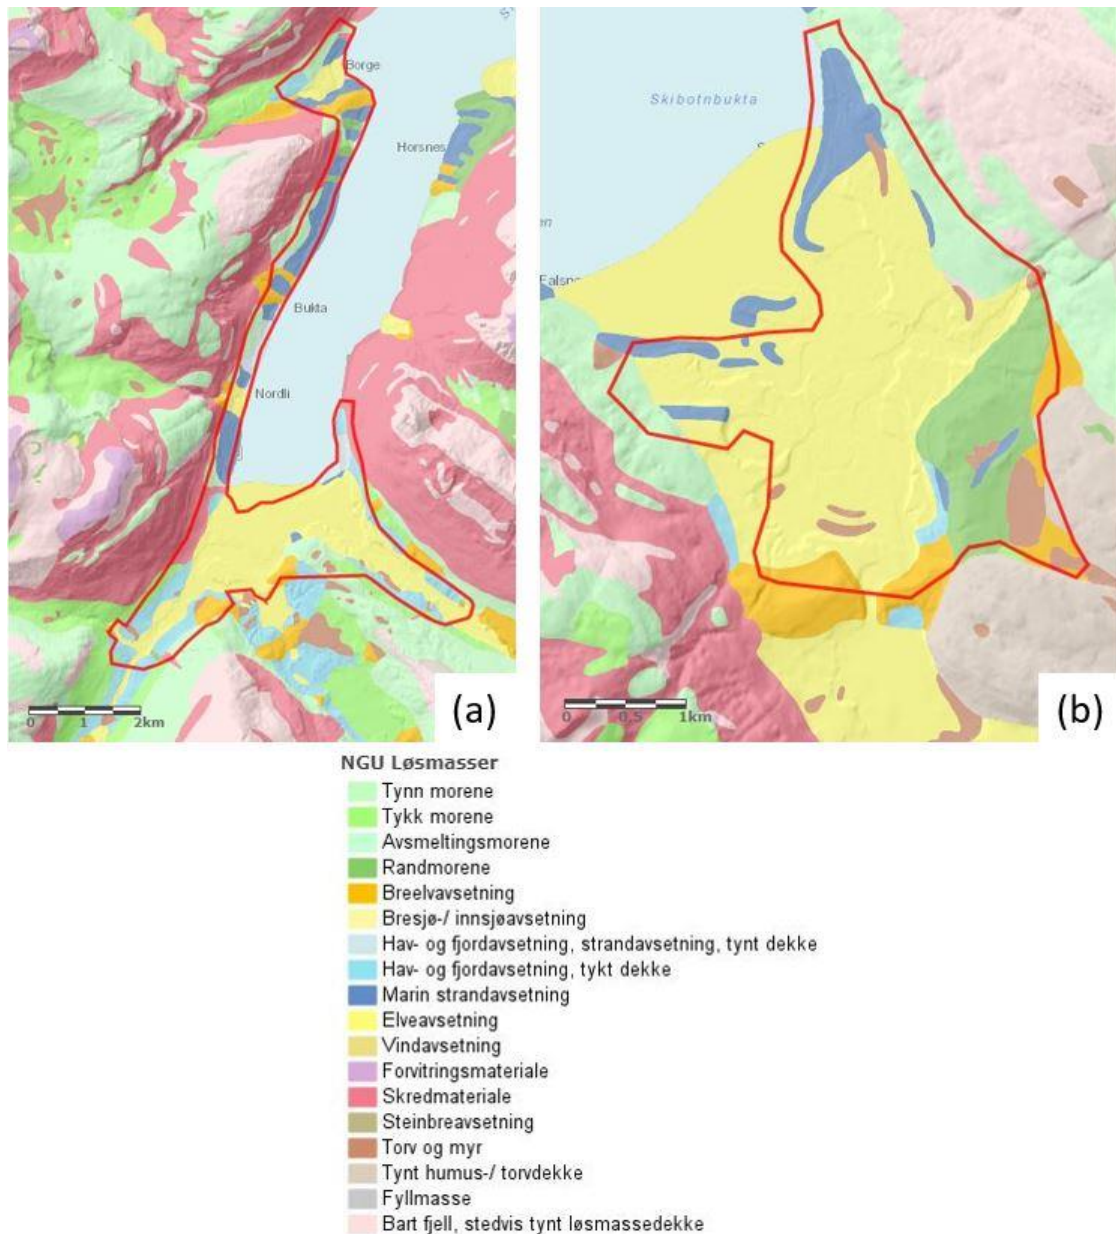 Borge
Horsnes
Bukta
Nordli
0 1 2km
(a)
Skibotnbukta
0 0,5 1km
(b)
NGU Løsmasser
Tynn morene
Tykk morene
Avsmeltingsmorene
Randmorene
Breelvavsetning
Bresjø-/ innsjøavsetning
Hav- og fjordavsetning, strandavsetning, tynt dekke
Hav- og fjordavsetning, tykt dekke
Marin strandavsetning
Elveavsetning
Vindavsetning
Forvitringsmateriale
Skredmateriale
Steinbreavsetning
Torv og myr
Tynt humus-/ torvdekke
Fyllmasse
Bart fjell, stedvis tynt løsmassedekke